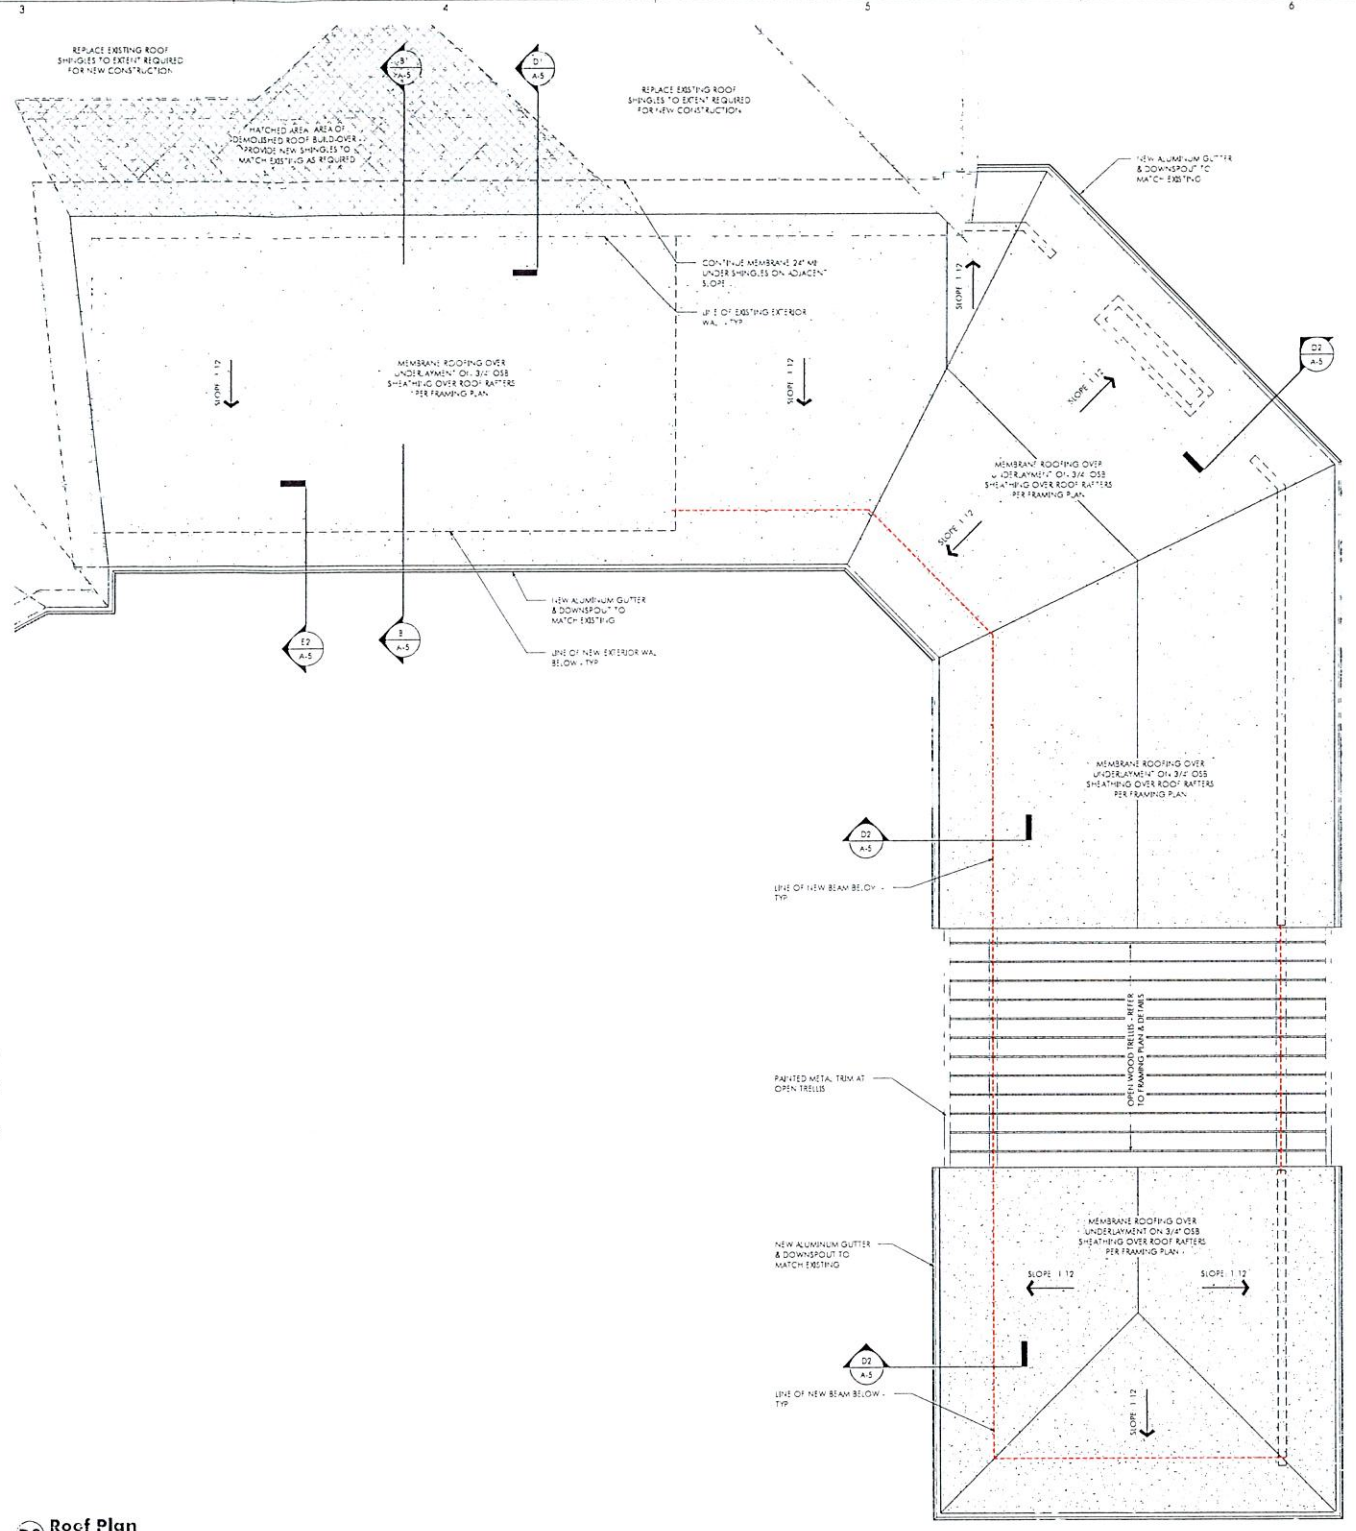 3
4
5
6
REPLACE EXISTING ROOF
SHINGLES TO EXTENT REQUIRED
FOR NEW CONSTRUCTION
B
A-5
D1
A-5
REPLACE EXISTING ROOF
SHINGLES TO EXTENT REQUIRED
FOR NEW CONSTRUCTION
HATCHED AREA: AREA OF
DEMOLISHED ROOF BUILD-OVER
PROVIDE NEW SHINGLES TO
MATCH EXISTING AS REQUIRED
NEW ALUMINUM GUTTER
& DOWNSPOUT TO
MATCH EXISTING
CONTINUE MEMBRANE 24"
UNDER SHINGLES ON ADJACENT
SLOPE
LINE OF EXISTING EXTERIOR
WALL - TYP
SLOPE 1:12
D2
A-5
SLOPE 1:12
MEMBRANE ROOFING OVER
UNDERLAYMENT ON 3/4" OSB
SHEATHING OVER ROOF RAFTERS
PER FRAMING PLAN
SLOPE 1:12
SLOPE 1:12
MEMBRANE ROOFING OVER
UNDERLAYMENT ON 3/4" OSB
SHEATHING OVER ROOF RAFTERS
PER FRAMING PLAN
SLOPE 1:12
NEW ALUMINUM GUTTER
& DOWNSPOUT TO
MATCH EXISTING
E2
A-5
B
A-5
LINE OF NEW EXTERIOR WALL
BELOW - TYP
MEMBRANE ROOFING OVER
UNDERLAYMENT ON 3/4" OSB
SHEATHING OVER ROOF RAFTERS
PER FRAMING PLAN
D2
A-5
LINE OF NEW BEAM BELOW -
TYP
OPEN WOOD TRELLIS - REFER
TO FRAMING PLAN & DETAILS
PAINTED METAL TRIM AT
OPEN TRELLIS
MEMBRANE ROOFING OVER
UNDERLAYMENT ON 3/4" OSB
SHEATHING OVER ROOF RAFTERS
PER FRAMING PLAN
NEW ALUMINUM GUTTER
& DOWNSPOUT TO
MATCH EXISTING
SLOPE 1:12
SLOPE 1:12
D2
A-5
LINE OF NEW BEAM BELOW -
TYP
SLOPE 1:12
Roof Plan